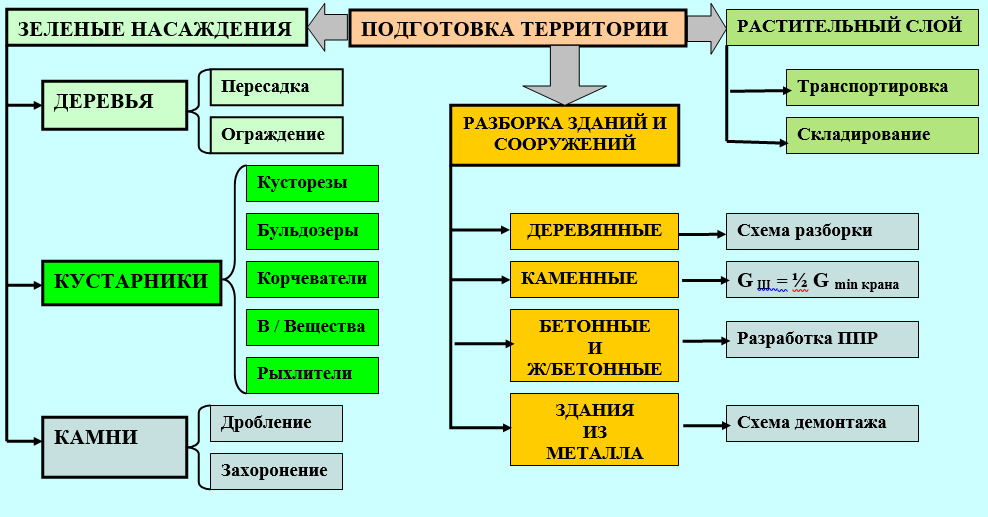 ПОДГОТОВКА ТЕРРИТОРИИ
ЗЕЛЕНЫЕ НАСАЖДЕНИЯ
ДЕРЕВЬЯ
Пересадка
Ограждение
КУСТАРНИКИ
Кусторезы
Бульдозеры
Корчеватели
В / Вещества
Рыхлители
КАМНИ
Дробление
Захоронение
РАЗБОРКА ЗДАНИЙ И
СООРУЖЕНИЙ
ДЕРЕВЯННЫЕ
Схема разборки
КАМЕННЫЕ
G Ш = ½ G min крана
БЕТОННЫЕ
И
Ж/БЕТОННЫЕ
Разработка ППР
ЗДАНИЯ
ИЗ
МЕТАЛЛА
Схема демонтажа
РАСТИТЕЛЬНЫЙ СЛОЙ
Транспортировка
Складирование